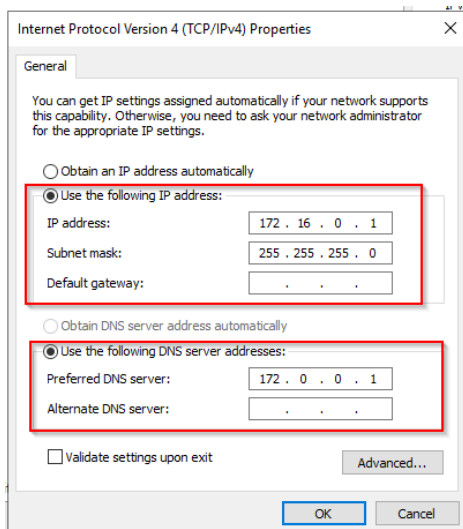 Internet Protocol Version 4 (TCP/IPv4) Properties
General
You can get IP settings assigned automatically if your network supports
this capability. Otherwise, you need to ask your network administrator
for the appropriate IP settings.
Obtain an IP address automatically
Use the following IP address:
IP address: 172 . 16 . 0 . 1
Subnet mask: 255 . 255 . 255 . 0
Default gateway: . . .
Obtain DNS server address automatically
Use the following DNS server addresses:
Preferred DNS server: 172 . 0 . 0 . 1
Alternate DNS server: . . .
Validate settings upon exit
Advanced...
OK Cancel